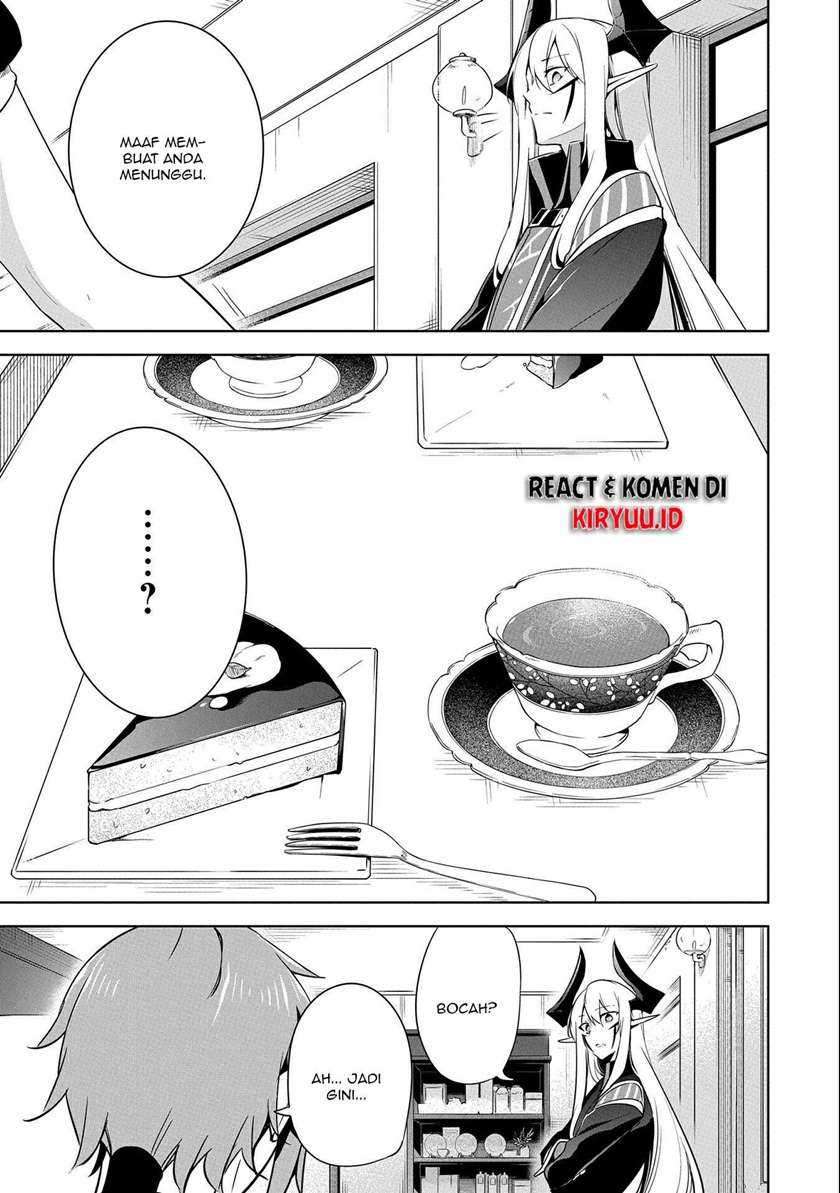 MAAF MEM-
BUAT ANDA
MENUNGGU.
REACT & KOMEN DI
KIRYUU.ID
......?
BOCAH?
AH... JADI
GINI...